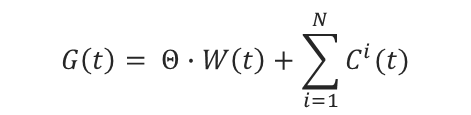 G(t) = Θ · W(t) + ∑_{i=1}^{N} C^i(t)